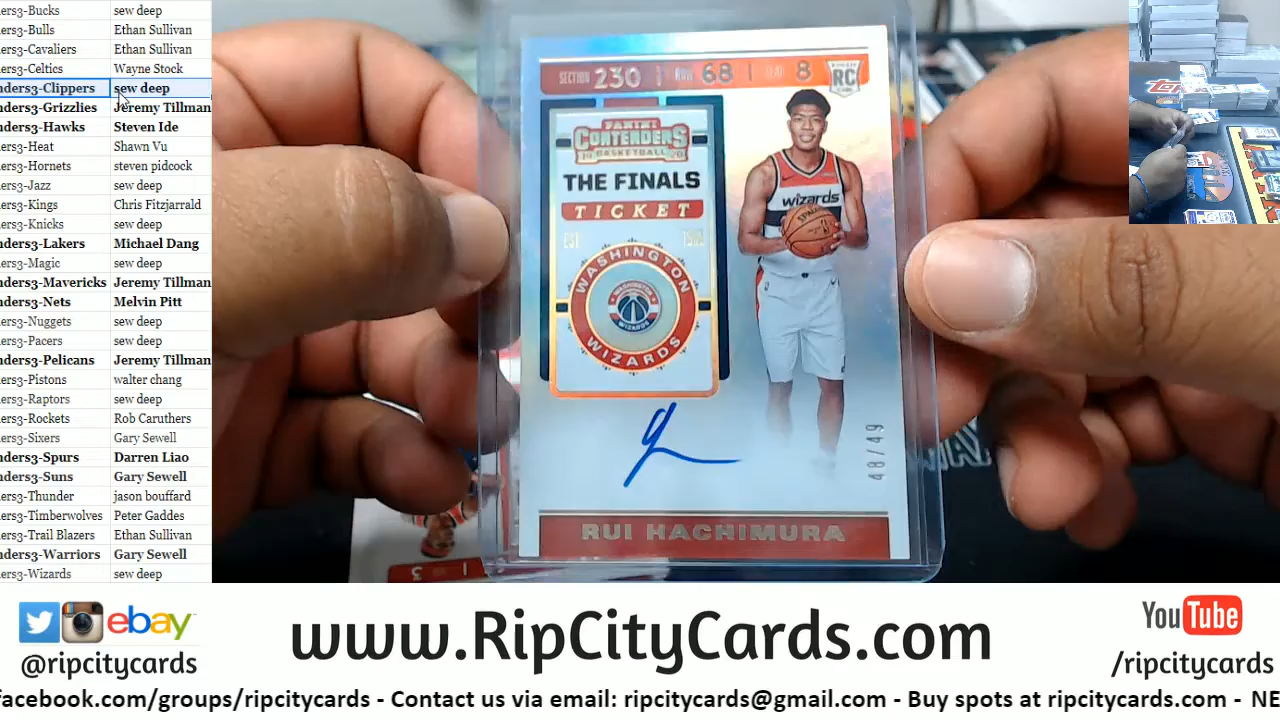 ers3-Bucks sew deep
ers3-Bulls Ethan Sullivan
ers3-Cavaliers Ethan Sullivan
ers3-Celtics Wayne Stock
nders3-Clippers sew deep
nders3-Grizzlies Jeremy Tillman
nders3-Hawks Steven Ide
ers3-Heat Shawn Vu
ers3-Hornets steven pidcock
ers3-Jazz sew deep
ers3-Kings Chris Fitzjarrald
ers3-Knicks sew deep
nders3-Lakers Michael Dang
ers3-Magic sew deep
nders3-Mavericks Jeremy Tillman
nders3-Nets Melvin Pitt
ers3-Nuggets sew deep
ers3-Pacers sew deep
nders3-Pelicans Jeremy Tillman
ers3-Pistons walter chang
ers3-Raptors sew deep
ers3-Rockets Rob Caruthers
ers3-Sixers Gary Sewell
nders3-Spurs Darren Liao
nders3-Suns Gary Sewell
ers3-Thunder jason bouffard
ers3-Timberwolves Peter Gaddes
ers3-Trail Blazers Ethan Sullivan
nders3-Warriors Gary Sewell
ers3-Wizards sew deep
SECTION 230 ROW 68 | SEAT 8
RC
PANINI
CONTENDERS
19 BASKETBALL 20
THE FINALS
TICKET
EST
WASHINGTON
WIZARDS
wizards
SPALDING
48/49
RUI HACHIMURA
ebay
@ripcitycards
www.RipCityCards.com
YouTube
/ripcitycards
facebook.com/groups/ripcitycards - Contact us via email: ripcitycards@gmail.com - Buy spots at ripcitycards.com - NE